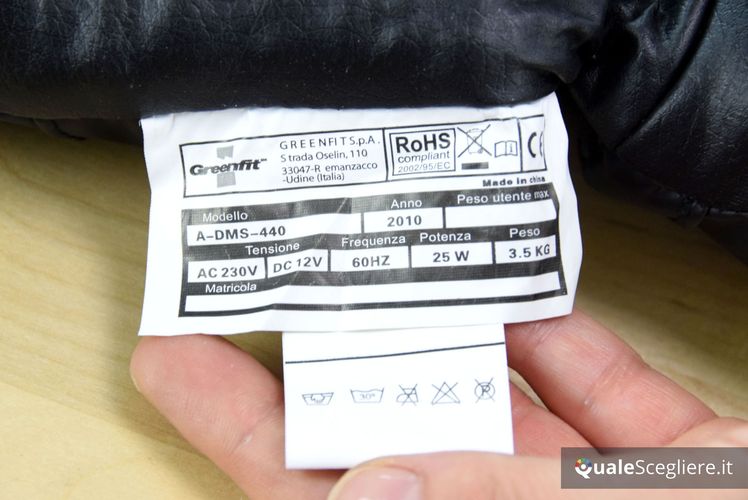 Greenfit
GREENFIT S.p.A.
Strada Oselin, 110
33047-R emanzacco
-Udine (Italia)
RoHS
compliant
2002/95/EC
CE
Made in china
Modello Anno Peso utente max
A-DMS-440 2010
Tensione Frequenza Potenza Peso
AC 230V DC 12V 60HZ 25 W 3.5 KG
Matricola
30°
P
QualeScegliere.it